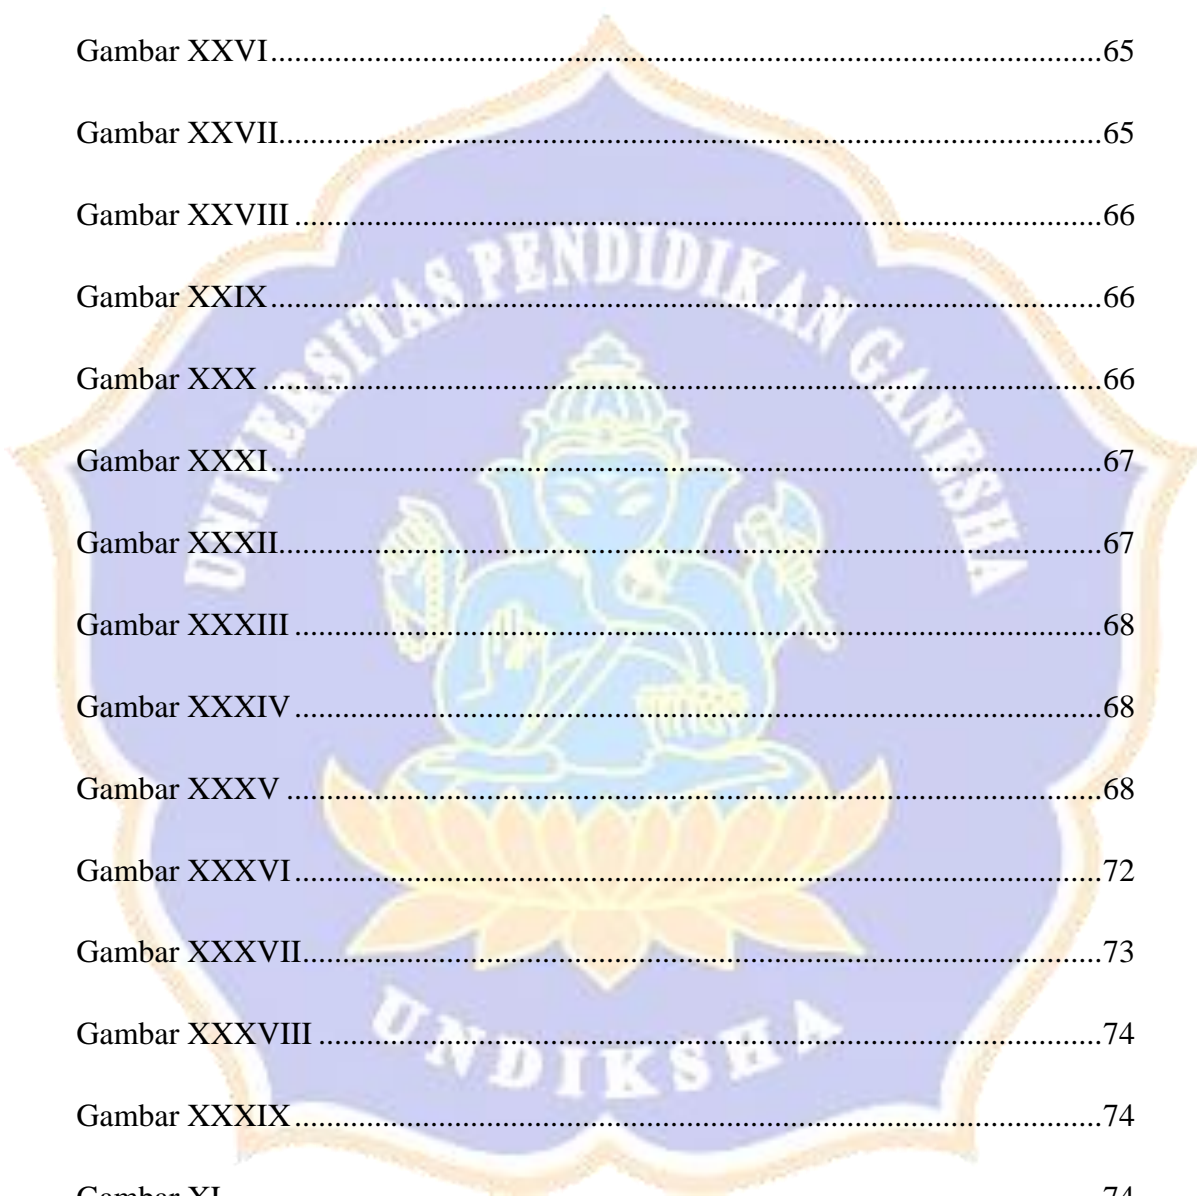 Gambar XXVI....................................................................................................65
Gambar XXVII...................................................................................................65
Gambar XXVIII .................................................................................................66
Gambar XXIX....................................................................................................66
Gambar XXX .....................................................................................................66
Gambar XXXI....................................................................................................67
Gambar XXXII...................................................................................................67
Gambar XXXIII .................................................................................................68
Gambar XXXIV.................................................................................................68
Gambar XXXV ..................................................................................................68
Gambar XXXVI.................................................................................................72
Gambar XXXVII................................................................................................73
Gambar XXXVIII ..............................................................................................74
Gambar XXXIX.................................................................................................74
Gambar
UNIVERSITAS PENDIDIKAN GANESHA
UNDIKSHA